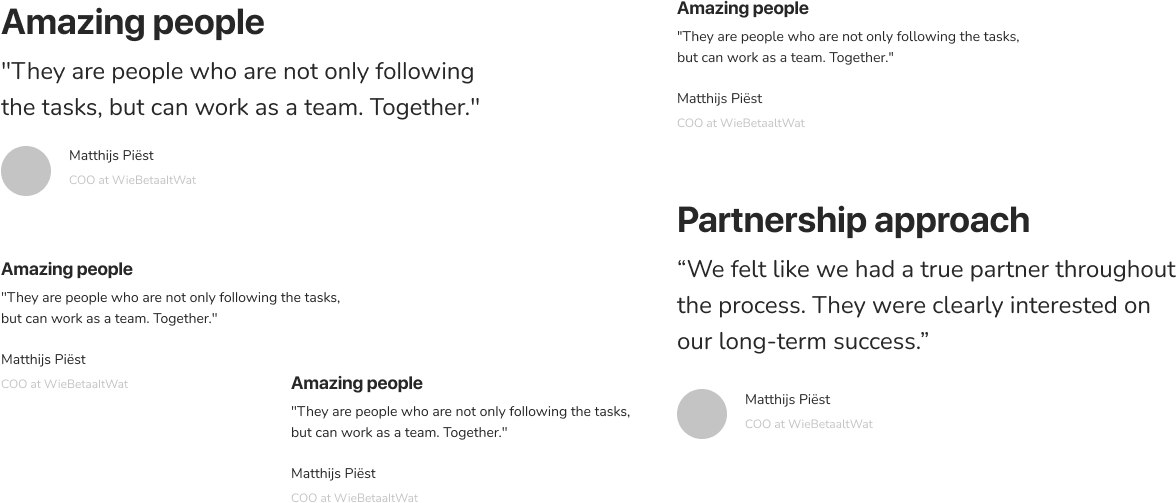 Amazing people
"They are people who are not only following
the tasks, but can work as a team. Together."
Matthijs Piëst
COO at WieBetaaltWat
Amazing people
"They are people who are not only following the tasks,
but can work as a team. Together."
Matthijs Piëst
COO at WieBetaaltWat
Amazing people
"They are people who are not only following the tasks,
but can work as a team. Together."
Matthijs Piëst
COO at WieBetaaltWat
Amazing people
"They are people who are not only following the tasks,
but can work as a team. Together."
Matthijs Piëst
COO at WieBetaaltWat
Partnership approach
“We felt like we had a true partner throughout
the process. They were clearly interested on
our long-term success.”
Matthijs Piëst
COO at WieBetaaltWat